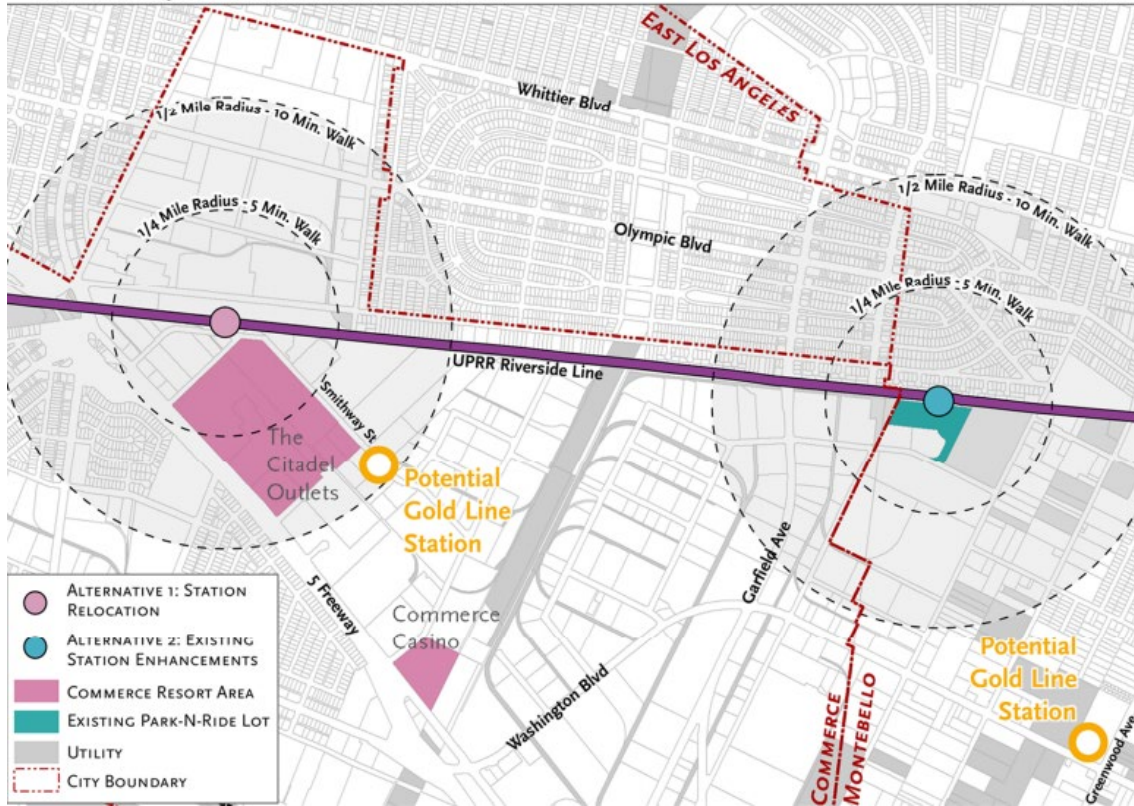 EAST LOS ANGELES
Whittier Blvd
1/2 Mile Radius - 10 Min. Walk
1/4 Mile Radius - 5 Min. Walk
Olympic Blvd
1/2 Mile Radius - 10 Min. Walk
1/4 Mile Radius - 5 Min. Walk
UPRR Riverside Line
Smithway St
The
Citadel
Outlets
Potential
Gold Line
Station
5 Freeway
Commerce
Casino
Garfield Ave
Washington Blvd
COMMERCE
MONTEBELLO
Potential
Gold Line
Station
Greenwood Ave
ALTERNATIVE 1: STATION
RELOCATION
ALTERNATIVE 2: EXISTING
STATION ENHANCEMENTS
COMMERCE RESORT AREA
EXISTING PARK-N-RIDE LOT
UTILITY
CITY BOUNDARY